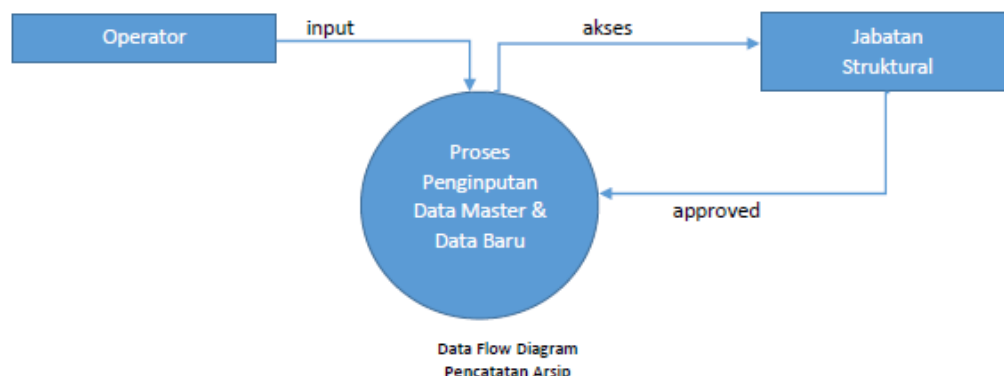 Operator
input
akses
Jabatan
Struktural
Proses
Penginputan
Data Master &
Data Baru
approved
Data Flow Diagram
Pencatatan Arsip